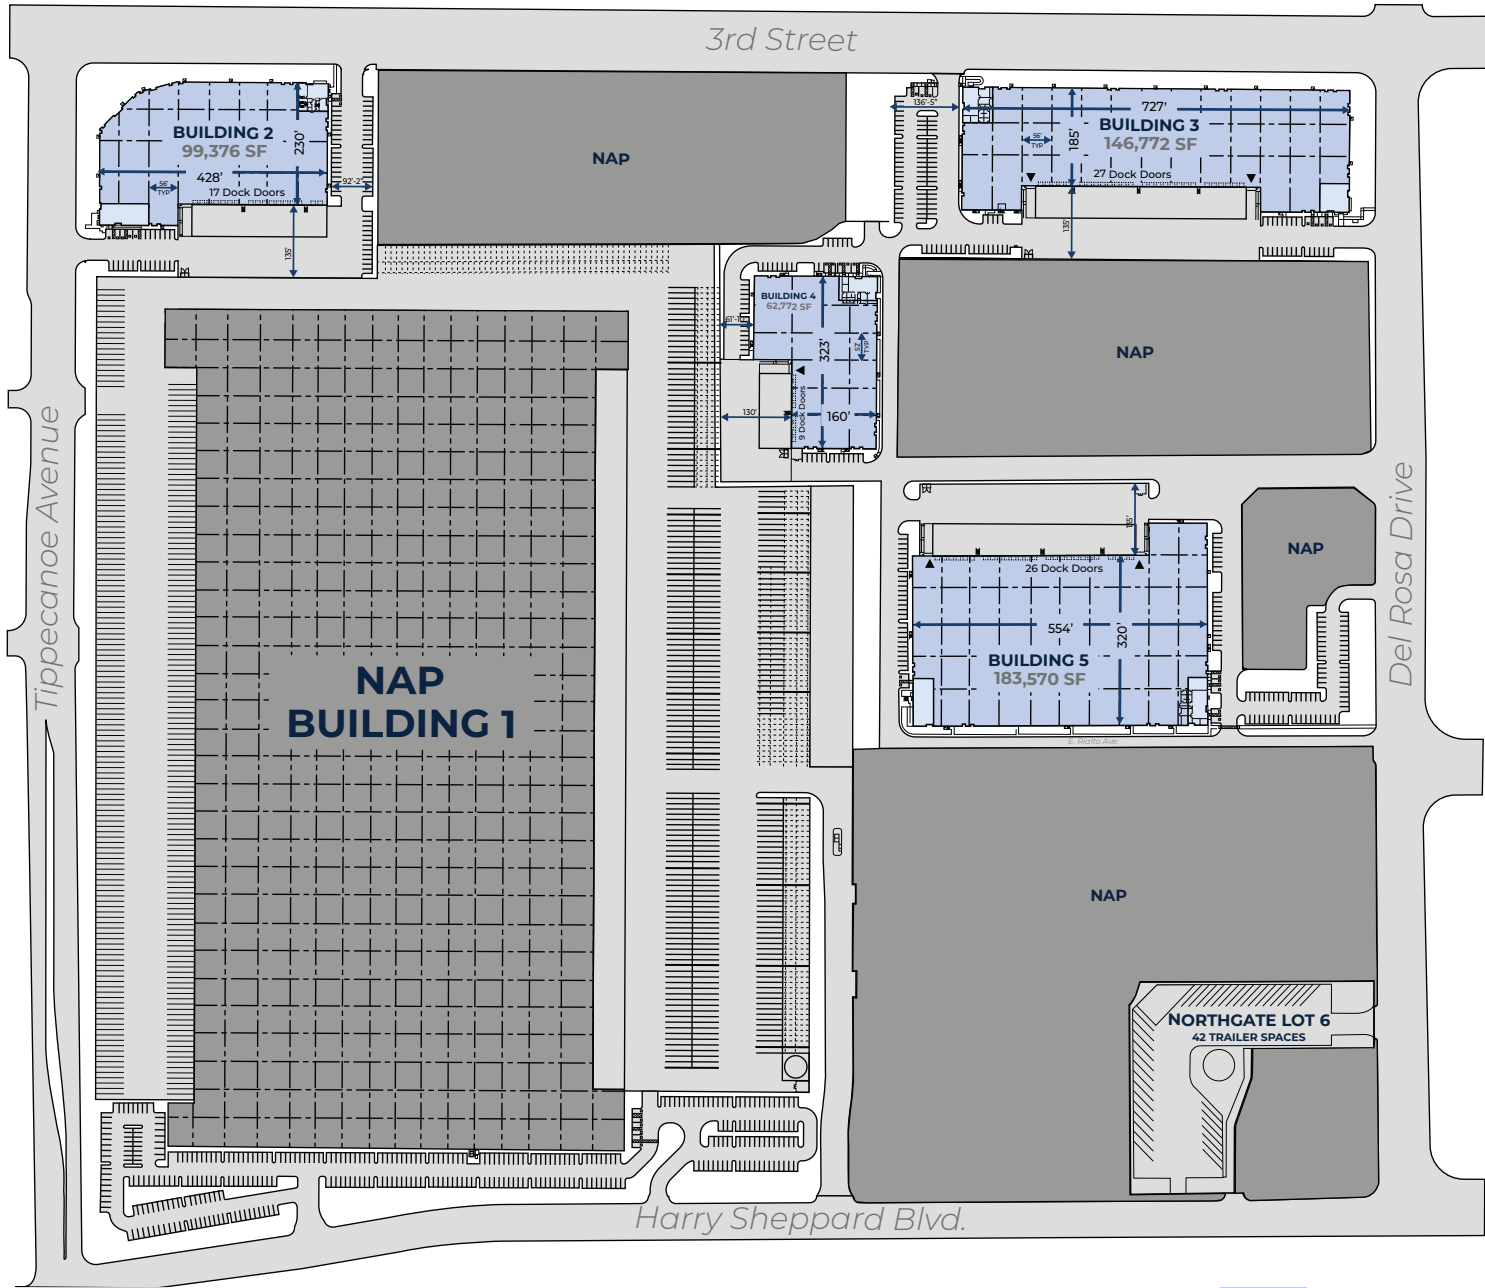 3rd Street
BUILDING 2
99,376 SF
230'
428'
56'
TYP
17 Dock Doors
92'-2"
135'
NAP
136'-5"
727'
BUILDING 3
146,772 SF
185'
56'
TYP
27 Dock Doors
135'
BUILDING 4
62,772 SF
61'-10
323'
52'
TYP
130'
9 Dock Doors
160'
NAP
Tippecanoe Avenue
Del Rosa Drive
NAP
BUILDING 1
135'
26 Dock Doors
554'
320'
BUILDING 5
183,570 SF
E. Rialto Ave.
NAP
NAP
NORTHGATE LOT 6
42 TRAILER SPACES
Harry Sheppard Blvd.